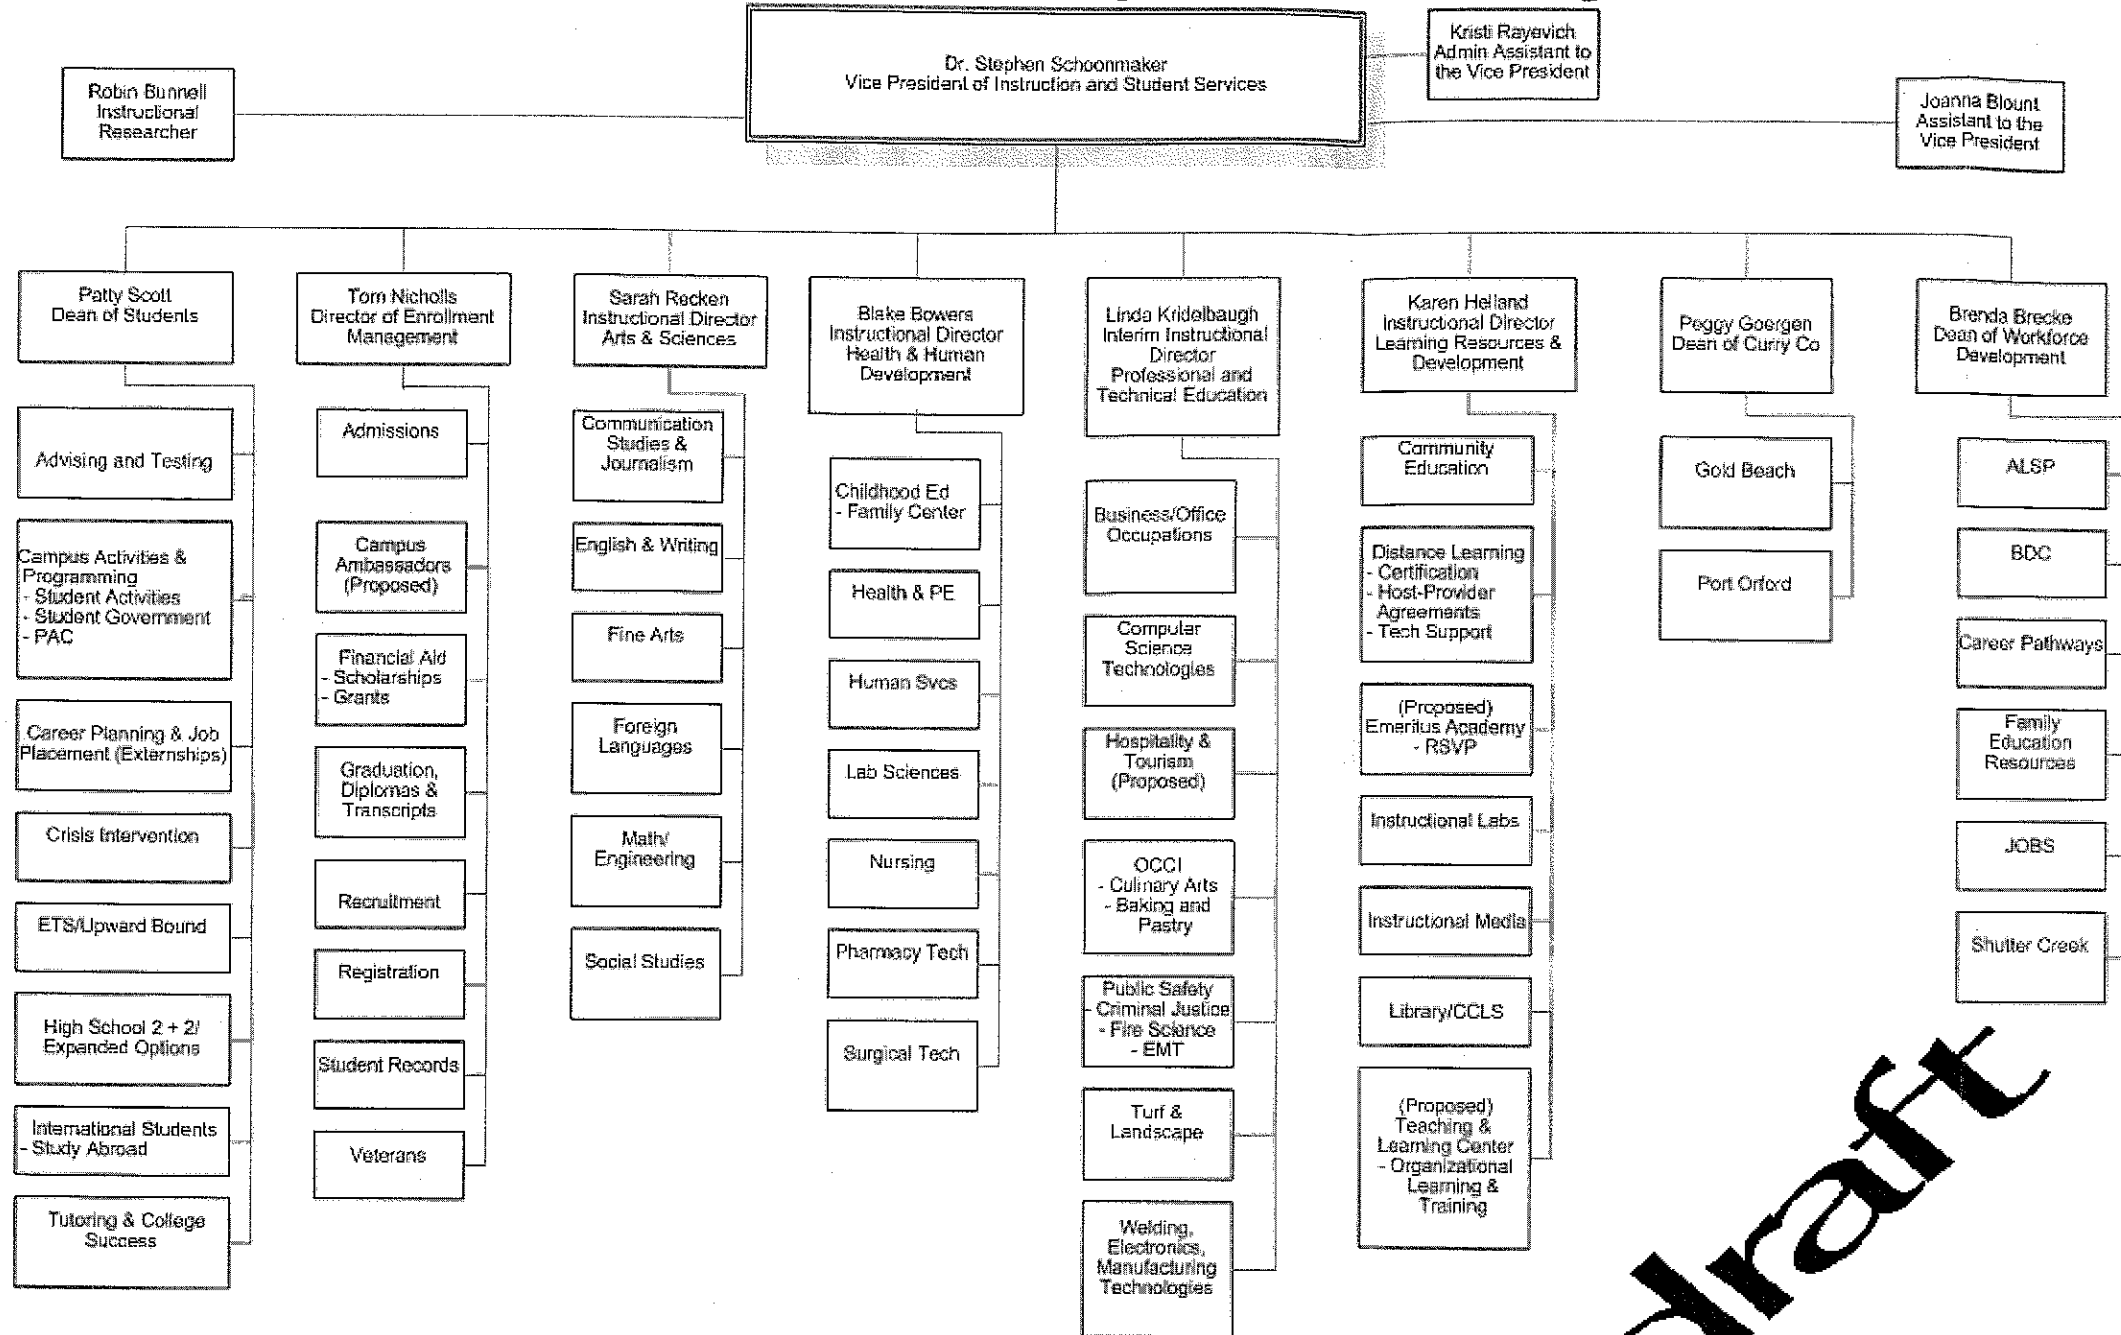 Dr. Stephen Schoonmaker
Vice President of Instruction and Student Services
Kristi Rayevich
Admin Assistant to
the Vice President
Robin Bunnell
Instructional
Researcher
Joanna Blount
Assistant to the
Vice President
Patty Scott
Dean of Students
Advising and Testing
Campus Activities &
Programming
- Student Activities
- Student Government
- PAC
Career Planning & Job
Placement (Externships)
Crisis Intervention
ETS/Upward Bound
High School 2 + 2/
Expanded Options
International Students
- Study Abroad
Tutoring & College
Success
Tom Nicholls
Director of Enrollment
Management
Admissions
Campus
Ambassadors
(Proposed)
Financial Aid
- Scholarships
- Grants
Graduation,
Diplomas &
Transcripts
Recruitment
Registration
Student Records
Veterans
Sarah Recken
Instructional Director
Arts & Sciences
Communication
Studies &
Journalism
English & Writing
Fine Arts
Foreign
Languages
Math/
Engineering
Social Studies
Blake Bowers
Instructional Director
Health & Human
Development
Childhood Ed
- Family Center
Health & PE
Human Svcs
Lab Sciences
Nursing
Pharmacy Tech
Surgical Tech
Linda Kridelbaugh
Interim Instructional
Director
Professional and
Technical Education
Business/Office
Occupations
Computer
Science
Technologies
Hospitality &
Tourism
(Proposed)
OCCI
- Culinary Arts
- Baking and
Pastry
Public Safety
- Criminal Justice
- Fire Science
- EMT
Turf &
Landscape
Welding,
Electronics,
Manufacturing
Technologies
Karen Helland
Instructional Director
Learning Resources &
Development
Community
Education
Distance Learning
- Certification
- Host-Provider
Agreements
- Tech Support
(Proposed)
Emeritus Academy
- RSVP
Instructional Labs
Instructional Media
Library/CCLS
(Proposed)
Teaching &
Learning Center
- Organizational
Learning &
Training
Peggy Goergen
Dean of Curry Co
Gold Beach
Port Orford
Brenda Brecke
Dean of Workforce
Development
ALSP
BDC
Career Pathways
Family
Education
Resources
JOBS
Shutter Creek
draft